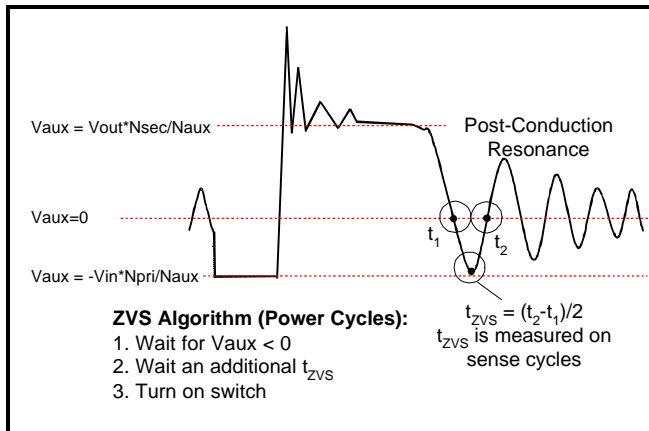 Vaux = Vout*Nsec/Naux
Post-Conduction
Resonance
Vaux=0
t1
t2
Vaux = -Vin*Npri/Naux
tZVS = (t2-t1)/2
tZVS is measured on
sense cycles
ZVS Algorithm (Power Cycles):
1. Wait for Vaux < 0
2. Wait an additional tZVS
3. Turn on switch